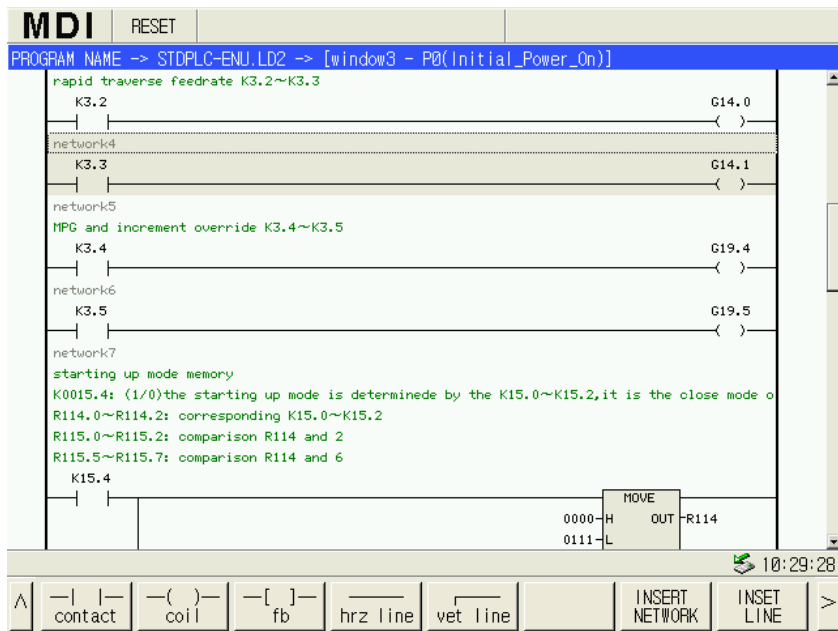 MDI RESET
PROGRAM NAME -> STDPLC-ENU.LD2 -> [window3 - P0(Initial_Power_On)]
rapid traverse feedrate K3.2~K3.3
K3.2 G14.0
network4
K3.3 G14.1
network5
MPG and increment override K3.4~K3.5
K3.4 G19.4
network6
K3.5 G19.5
network7
starting up mode memory
K0015.4: (1/0)the starting up mode is determinede by the K15.0~K15.2,it is the close mode o
R114.0~R114.2: corresponding K15.0~K15.2
R115.0~R115.2: comparison R114 and 2
R115.5~R115.7: comparison R114 and 6
K15.4
MOVE
0000 H OUT R114
0111 L
10:29:28
contact coil fb hrz line vet line INSERT NETWORK INSET LINE